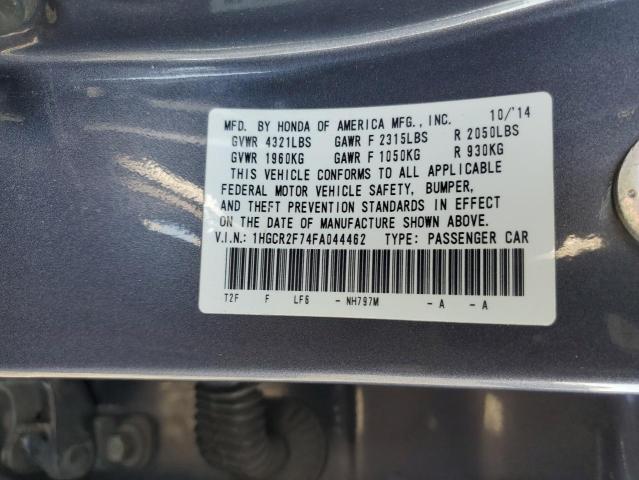 MFD. BY HONDA OF AMERICA MFG., INC. 10/'14
GVWR 4321LBS GAWR F 2315LBS R 2050LBS
GVWR 1960KG GAWR F 1050KG R 930KG
THIS VEHICLE CONFORMS TO ALL APPLICABLE
FEDERAL MOTOR VEHICLE SAFETY, BUMPER,
AND THEFT PREVENTION STANDARDS IN EFFECT
ON THE DATE OF MANUFACTURE SHOWN ABOVE.
V.I.N.: 1HGCR2F74FA044462 TYPE: PASSENGER CAR
T2F F LF6 - NH797M - A - A